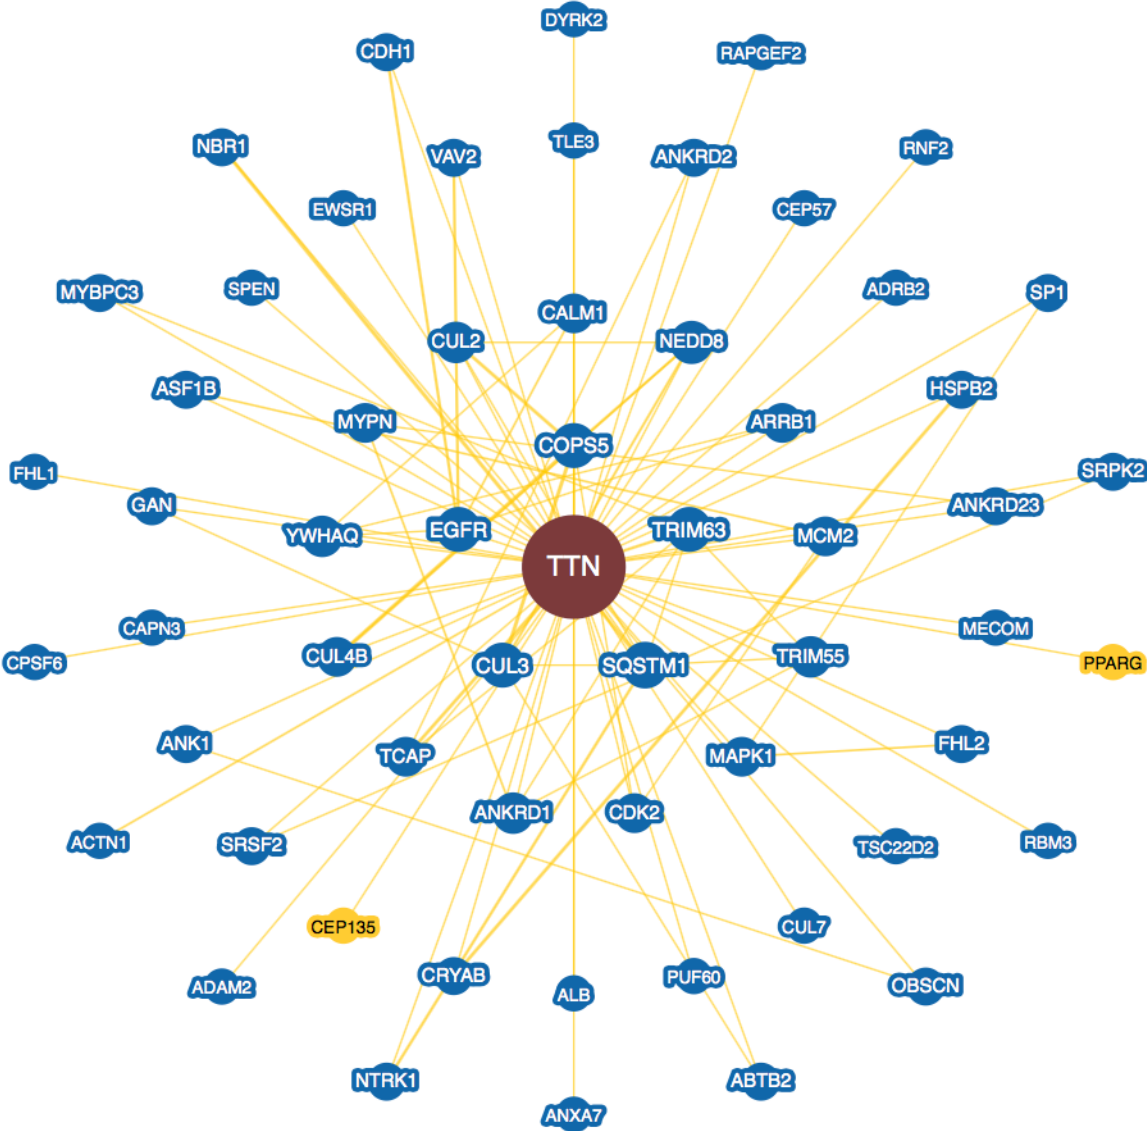 DYRK2
CDH1
RAPGEF2
NBR1
VAV2
TLE3
ANKRD2
RNF2
EWSR1
CEP57
MYBPC3
SPEN
CALM1
ADRB2
SP1
CUL2
NEDD8
ASF1B
HSPB2
MYPN
ARRB1
COPS5
FHL1
SRPK2
GAN
ANKRD23
YWHAQ
EGFR
TRIM63
MCM2
TTN
CAPN3
MECOM
CPSF6
CUL4B
CUL3
SQSTM1
TRIM55
PPARG
ANK1
TCAP
MAPK1
FHL2
ANKRD1
CDK2
ACTN1
SRSF2
TSC22D2
RBM3
CEP135
CUL7
ADAM2
CRYAB
ALB
PUF60
OBSCN
NTRK1
ABTB2
ANXA7